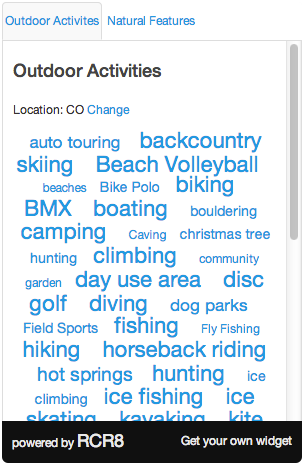 Outdoor Activites Natural Features
Outdoor Activities
Location: CO Change
auto touring backcountry
skiing Beach Volleyball
beaches Bike Polo biking
BMX boating bouldering
camping Caving christmas tree
hunting climbing community
garden day use area disc
golf diving dog parks
Field Sports fishing Fly Fishing
hiking horseback riding
hot springs hunting ice
climbing ice fishing ice
skating kayaking kite
powered by RCR8 Get your own widget